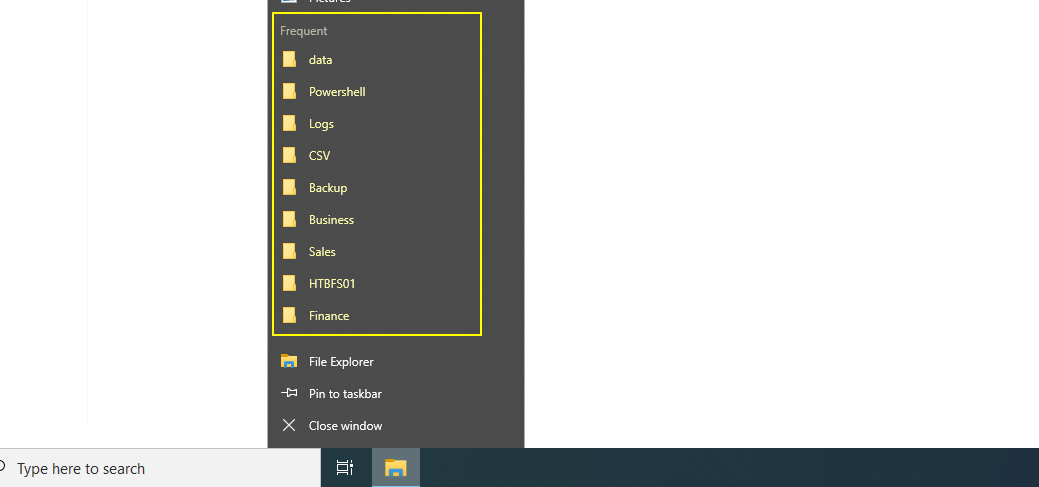 Pictures
Frequent
data
Powershell
Logs
CSV
Backup
Business
Sales
HTBFS01
Finance
File Explorer
Pin to taskbar
Close window
Type here to search